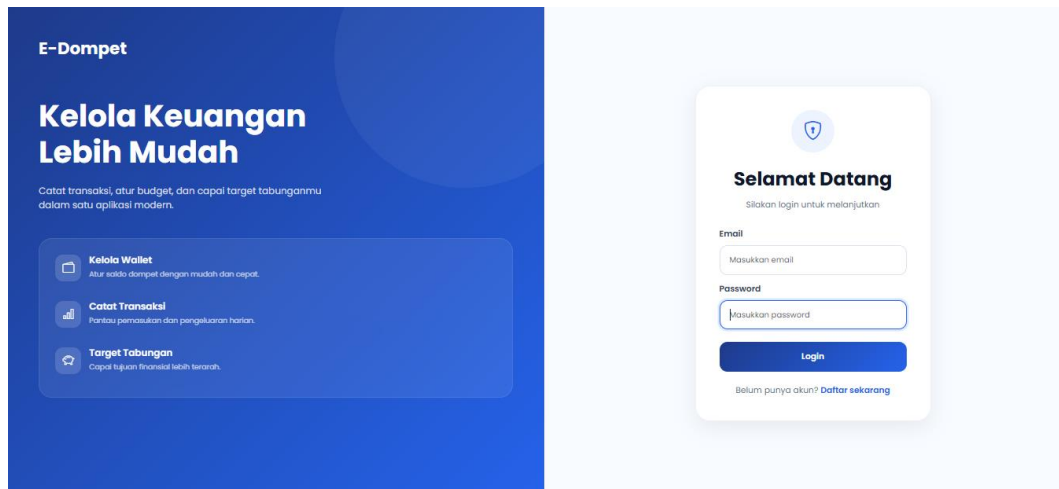 E-Dompet
Kelola Keuangan
Lebih Mudah
Catat transaksi, atur budget, dan capai target tabunganmu
dalam satu aplikasi modern.
Kelola Wallet
Atur saldo dompet dengan mudah dan cepat.
Catat Transaksi
Pantau pemasukan dan pengeluaran harian.
Target Tabungan
Capai tujuan finansial lebih terarah.
Selamat Datang
Silakan login untuk melanjutkan
Email
Masukkan email
Password
Masukkan password
Login
Belum punya akun? Daftar sekarang